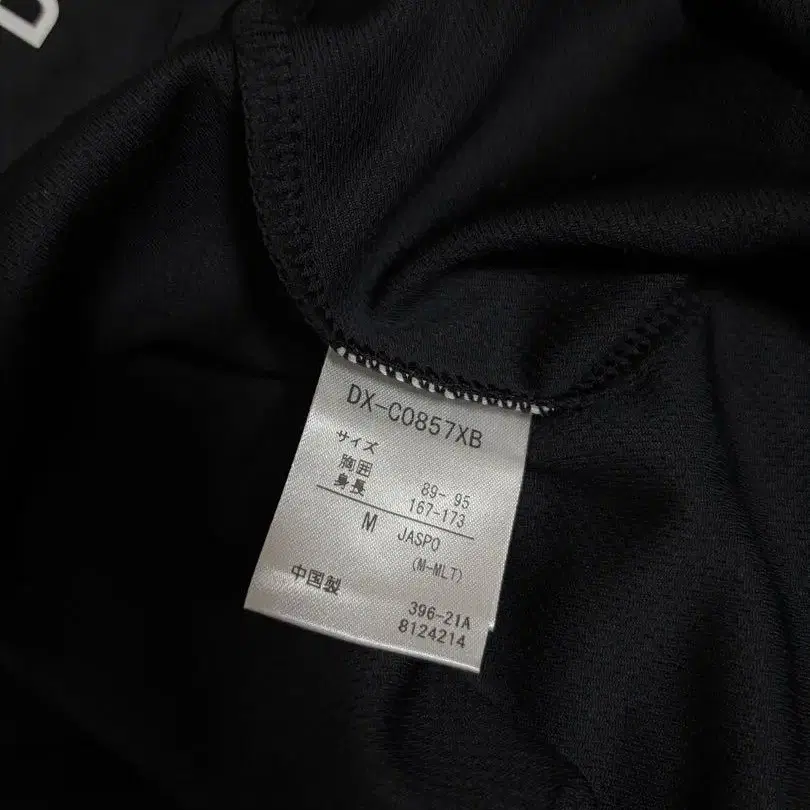 DX-C0857XB
サイズ
胸囲 89-95
身長 167-173
M JASPO
(M-MLT)
中国製
396-21A
8124214